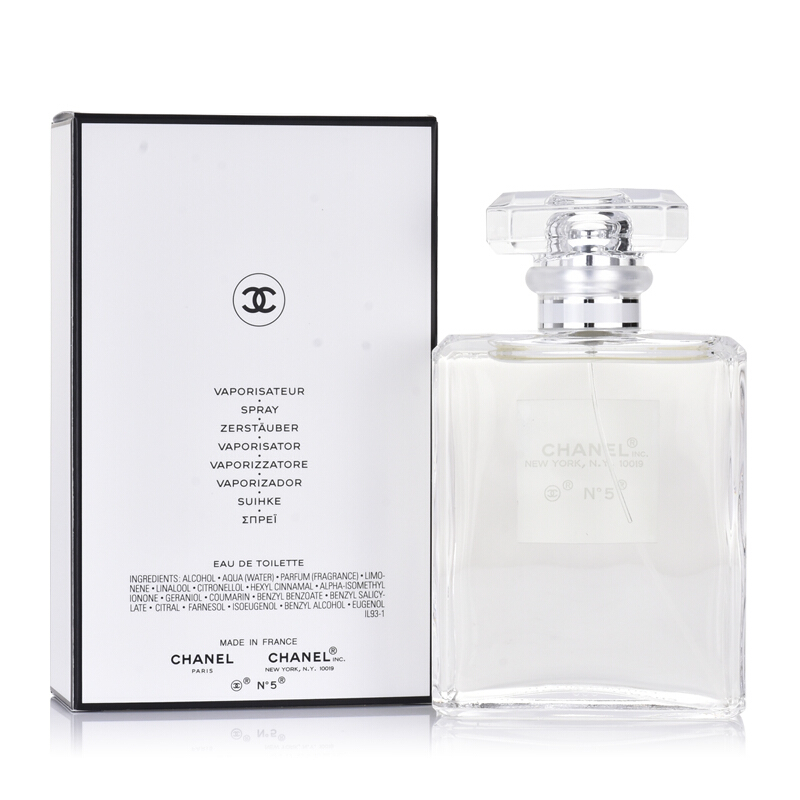 VAPORISATEUR
•
SPRAY
•
ZERSTÄUBER
•
VAPORISATOR
•
VAPORIZZATORE
•
VAPORIZADOR
•
SUIHKE
•
ΣΠΡΕΪ
EAU DE TOILETTE
INGREDIENTS: ALCOHOL • AQUA (WATER) • PARFUM (FRAGRANCE) • LIMO-
NENE • LINALOOL • CITRONELLOL • HEXYL CINNAMAL • ALPHA-ISOMETHYL
IONONE • GERANIOL • COUMARIN • BENZYL BENZOATE • BENZYL SALICY-
LATE • CITRAL • FARNESOL • ISOEUGENOL • BENZYL ALCOHOL • EUGENOL
IL93-1
MADE IN FRANCE
CHANEL
PARIS
CHANEL® INC.
NEW YORK, N.Y. 10019
® N°5®
CHANEL® INC.
NEW YORK, N.Y. 10019
® N°5®